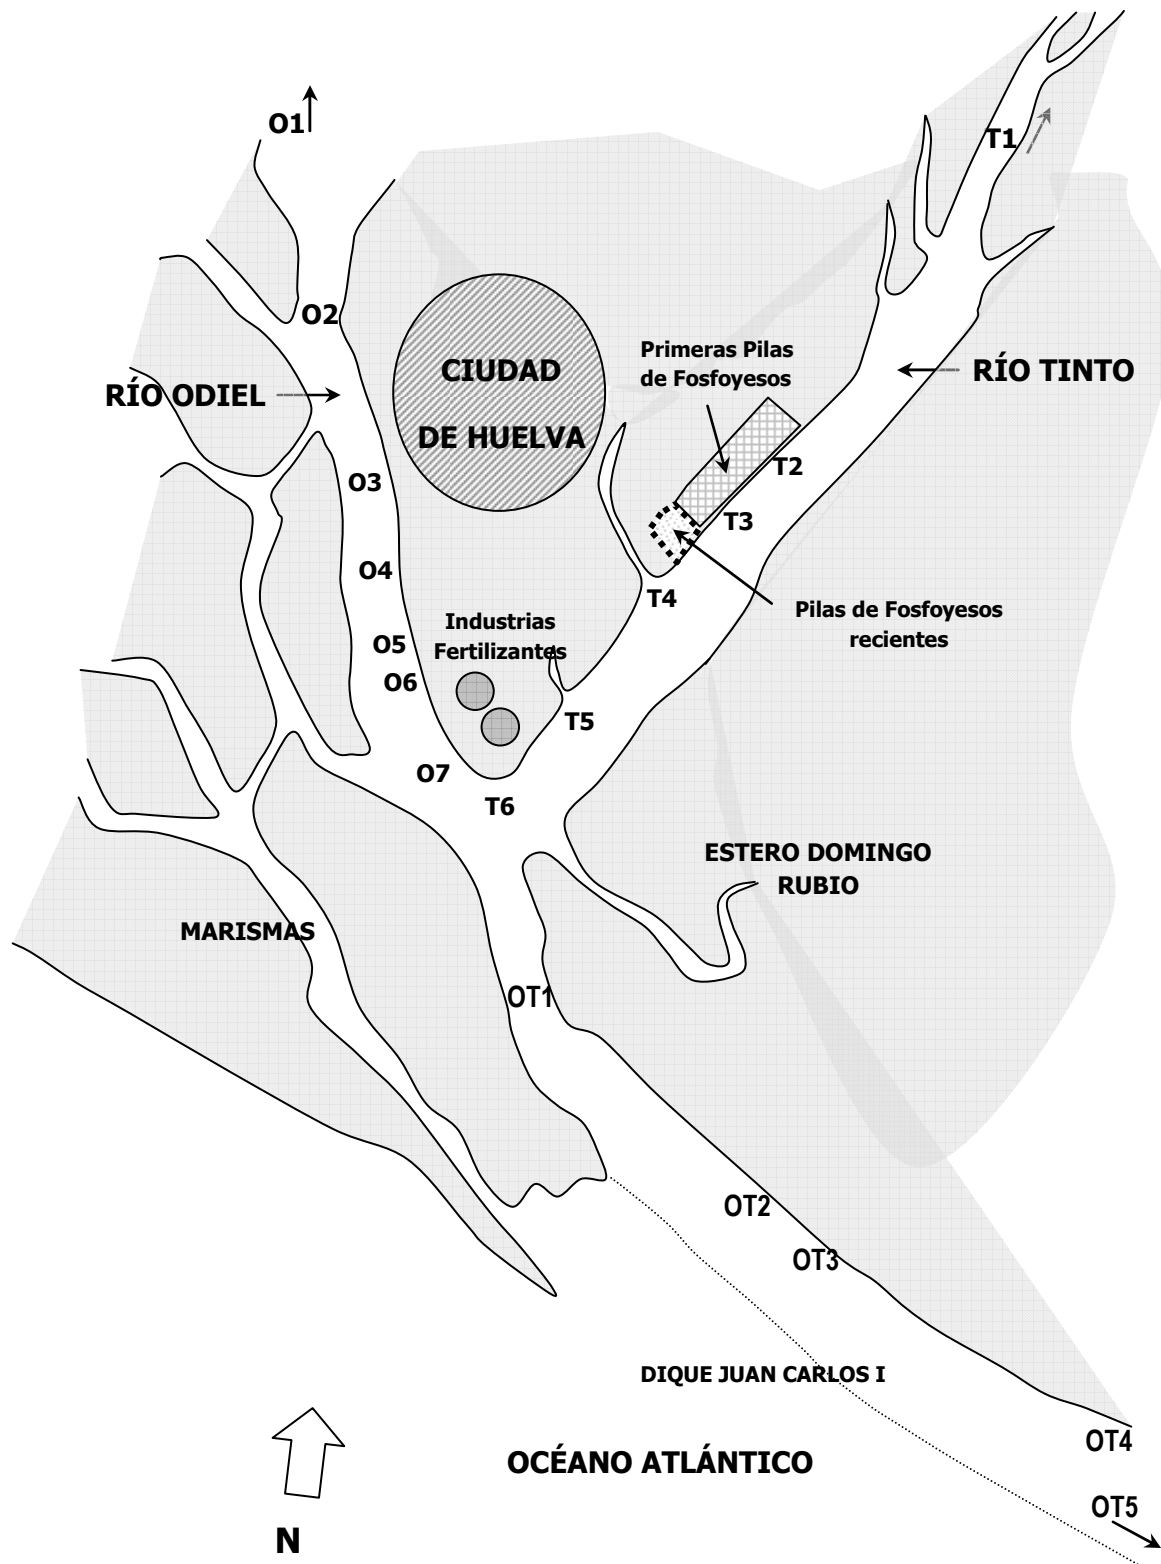 O1
T1
O2
Primeras Pilas
de Fosfoyesos
CIUDAD
DE HUELVA
RÍO TINTO
RÍO ODIEL
T2
O3
T3
O4
T4
Pilas de Fosfoyesos
recientes
Industrias
Fertilizantes
O5
O6
T5
O7
T6
ESTERO DOMINGO
RUBIO
MARISMAS
OT1
OT2
OT3
DIQUE JUAN CARLOS I
OT4
OCÉANO ATLÁNTICO
OT5
N